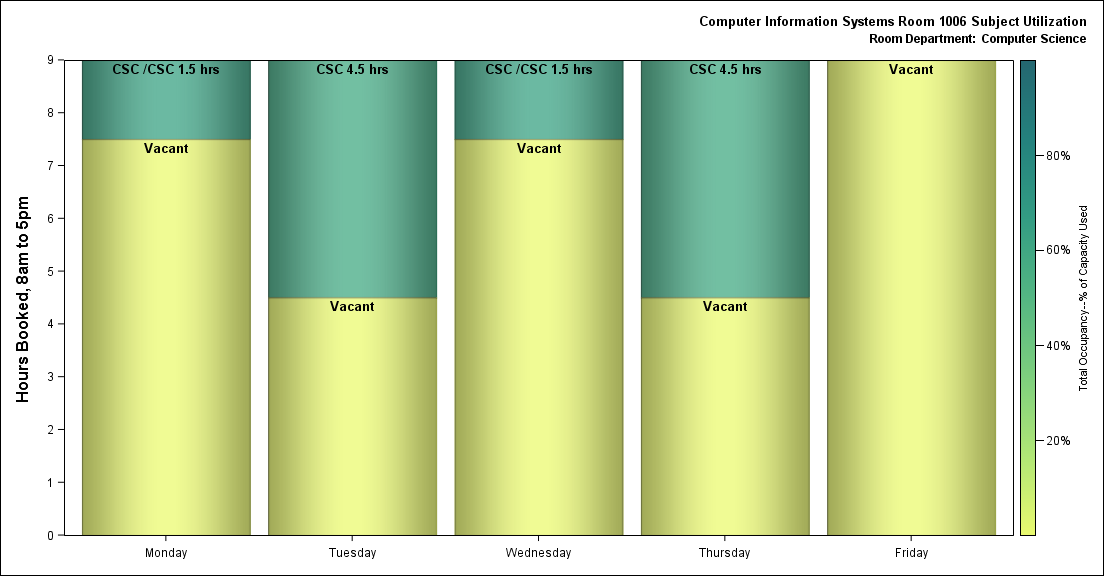 Computer Information Systems Room 1006 Subject Utilization
Room Department: Computer Science
Hours Booked, 8am to 5pm
9
8
7
6
5
4
3
2
1
0
CSC /CSC 1.5 hrs
Vacant
CSC 4.5 hrs
Vacant
CSC /CSC 1.5 hrs
Vacant
CSC 4.5 hrs
Vacant
Vacant
Monday
Tuesday
Wednesday
Thursday
Friday
80%
60%
40%
20%
Total Occupancy--% of Capacity Used